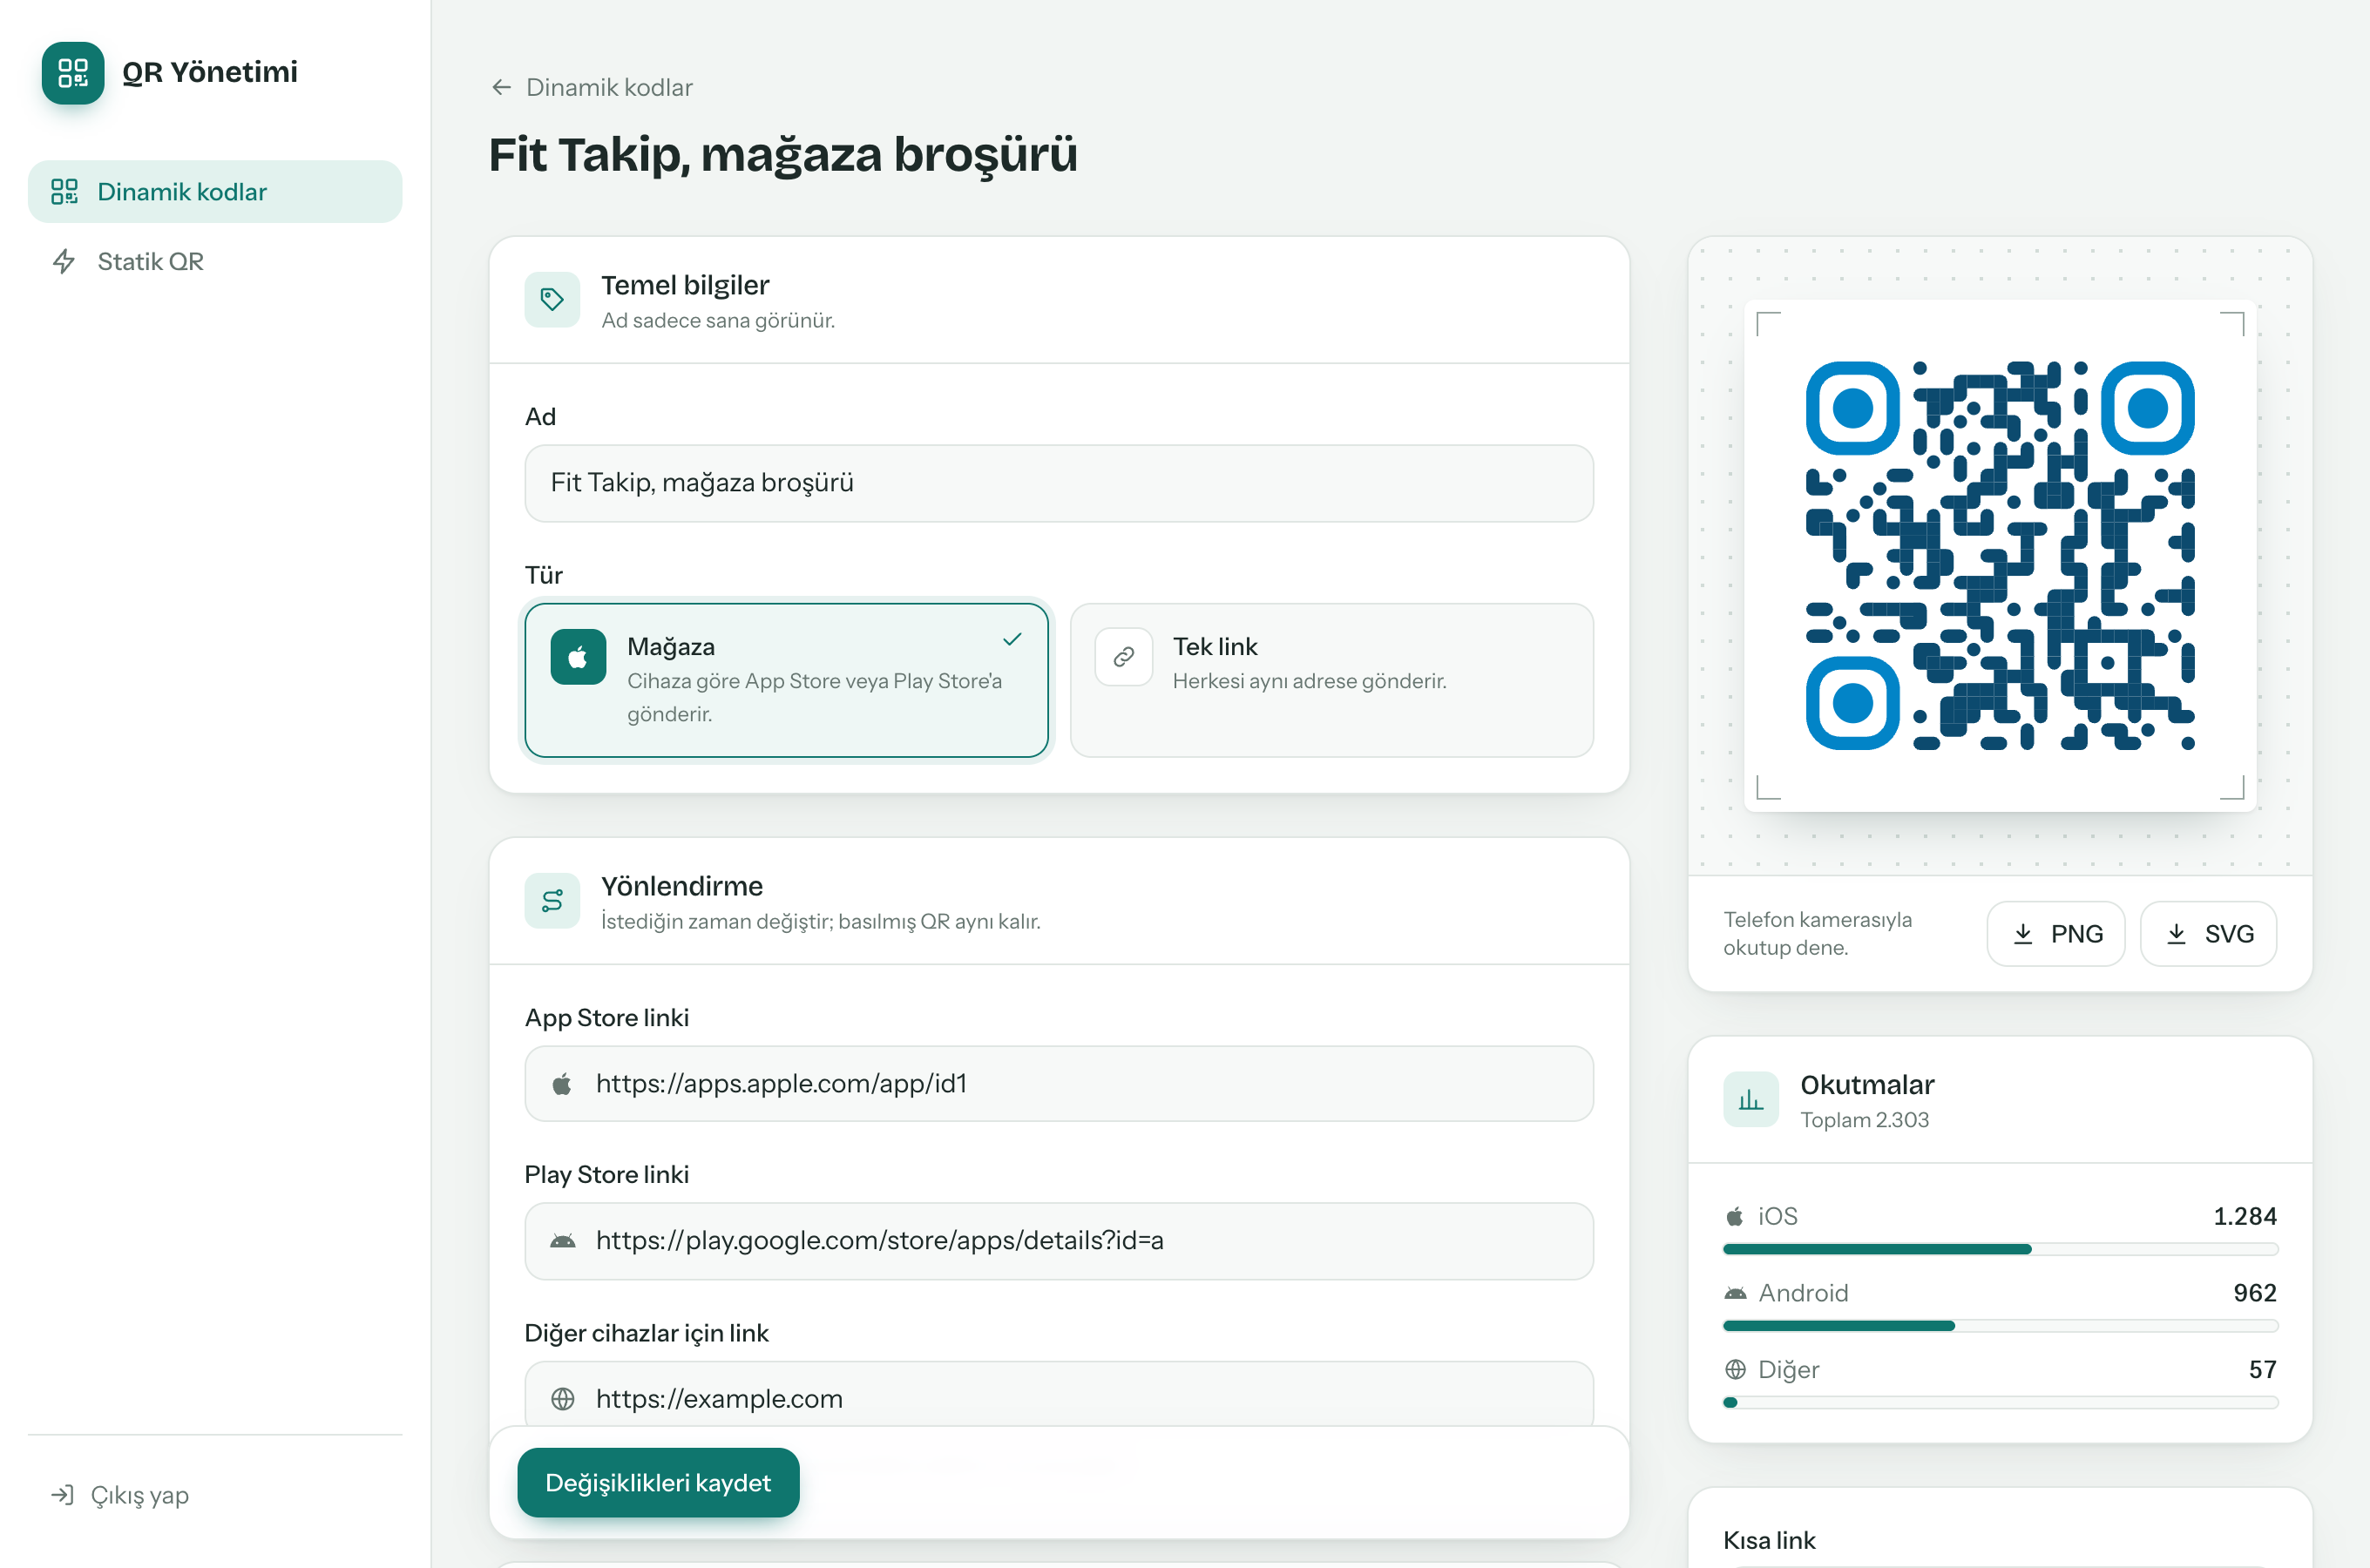 QR Yönetimi
Dinamik kodlar
Statik QR
Çıkış yap
Dinamik kodlar
Fit Takip, mağaza broşürü
Temel bilgiler
Ad sadece sana görünür.
Ad
Fit Takip, mağaza broşürü
Tür
Mağaza
Cihaza göre App Store veya Play Store'a
gönderir.
Tek link
Herkesi aynı adrese gönderir.
Yönlendirme
İstediğin zaman değiştir; basılmış QR aynı kalır.
App Store linki
https://apps.apple.com/app/id1
Play Store linki
https://play.google.com/store/apps/details?id=a
Diğer cihazlar için link
https://example.com
Değişiklikleri kaydet
Telefon kamerasıyla
okutup dene.
PNG
SVG
Okutmalar
Toplam 2.303
iOS 1.284
Android 962
Diğer 57
Kısa link